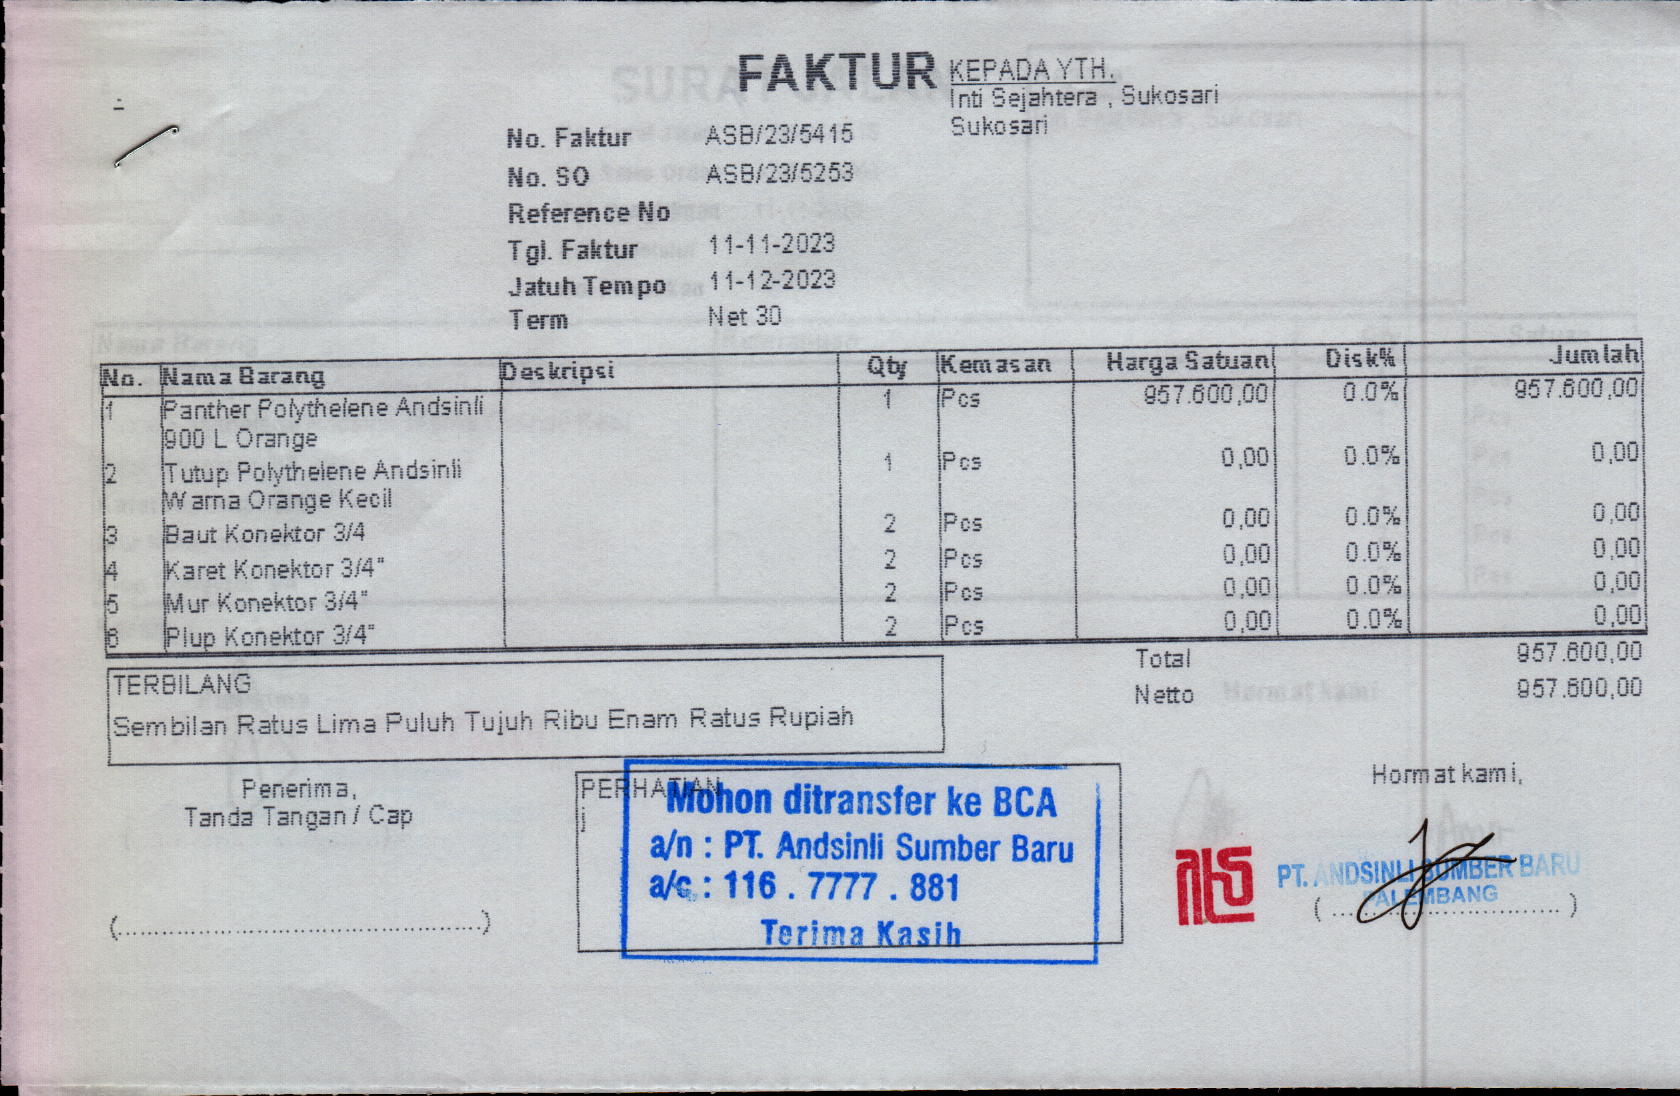 FAKTUR
KEPADA YTH.
Inti Sejahtera , Sukosari
Sukosari
No. Faktur ASB/23/5415
No. SO ASB/23/5253
Reference No
Tgl. Faktur 11-11-2023
Jatuh Tempo 11-12-2023
Term Net 30
No. Nama Barang Deskripsi Qty Kemasan Harga Satuan Disk% Jumlah
1 Panther Polythelene Andsinli 1 Pcs 957.600,00 0.0% 957.600,00
900 L Orange
2 Tutup Polythelene Andsinli 1 Pcs 0,00 0.0% 0,00
Warna Orange Kecil
3 Baut Konektor 3/4 2 Pcs 0,00 0.0% 0,00
4 Karet Konektor 3/4" 2 Pcs 0,00 0.0% 0,00
5 Mur Konektor 3/4" 2 Pcs 0,00 0.0% 0,00
6 Plup Konektor 3/4" 2 Pcs 0,00 0.0% 0,00
Total 957.600,00
Netto 957.600,00
TERBILANG
Sembilan Ratus Lima Puluh Tujuh Ribu Enam Ratus Rupiah
Penerima,
Tanda Tangan / Cap
(................................................)
PERHATIAN
j
Mohon ditransfer ke BCA
a/n : PT. Andsinli Sumber Baru
a/c. : 116 . 7777 . 881
Terima Kasih
Hormat kami,
PT. ANDSINLI SUMBER BARU
PALEMBANG
(................................)